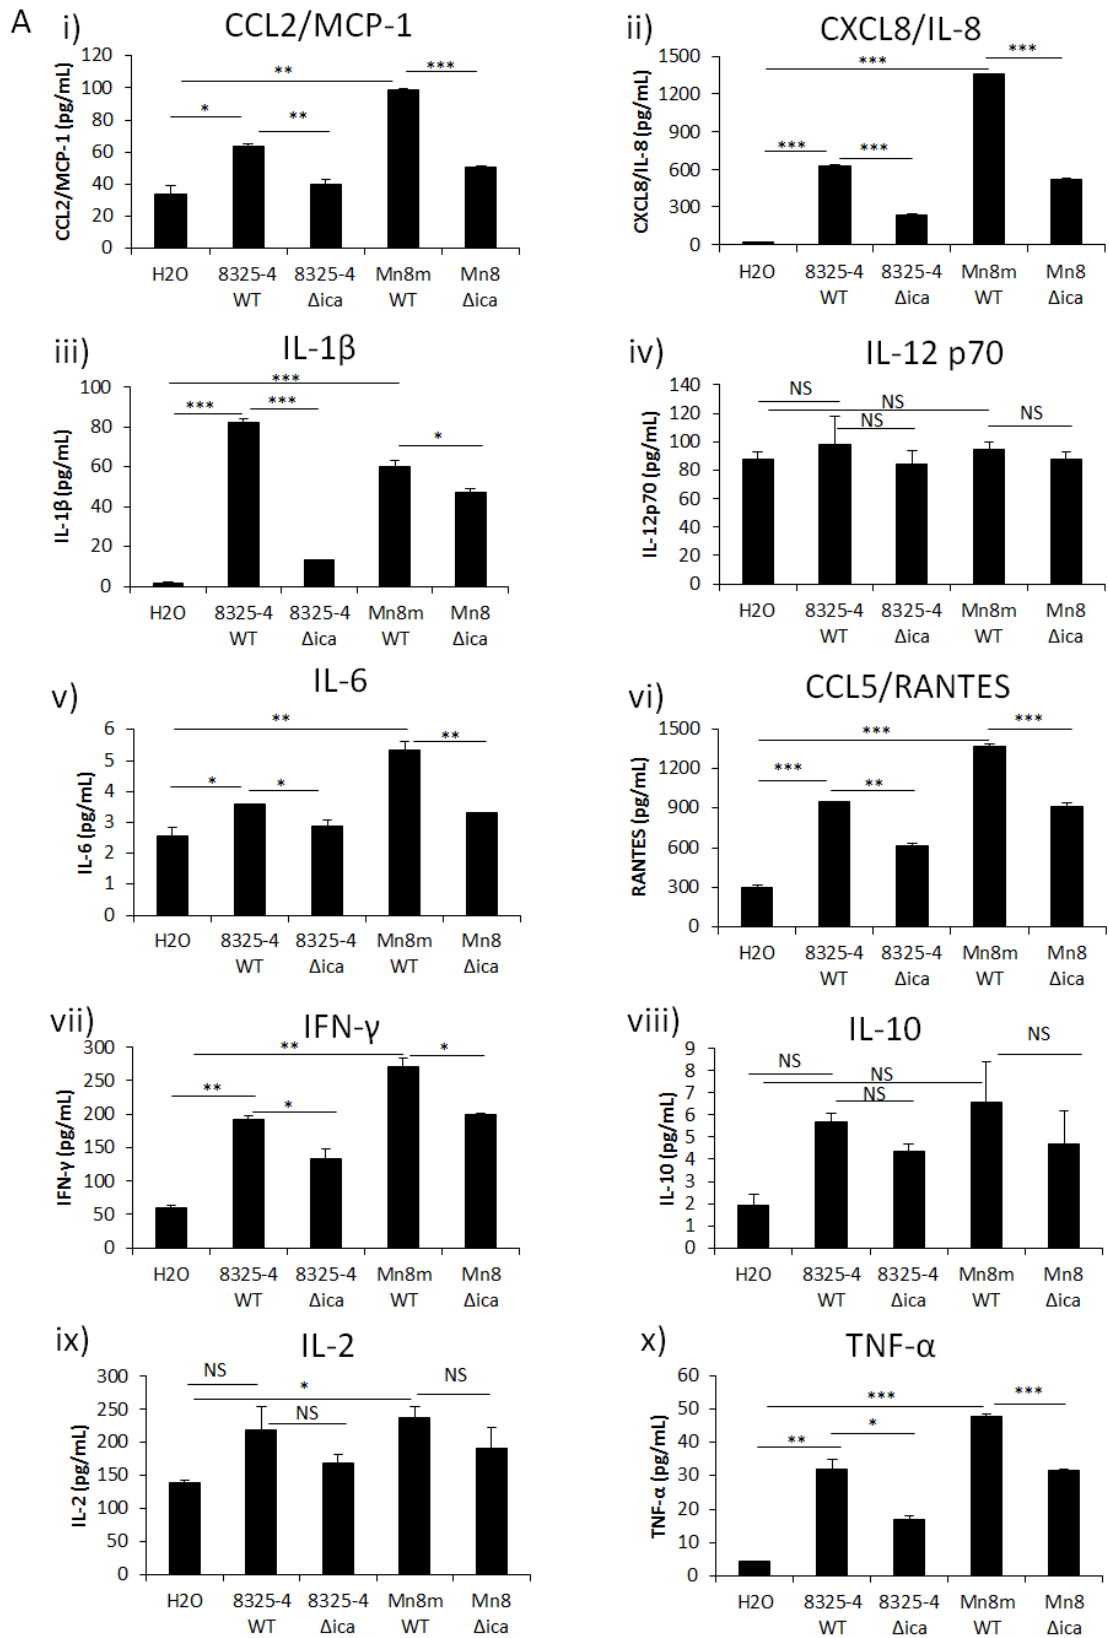 A
i)
CCL2/MCP-1
CCL2/MCP-1 (pg/mL)
120
100
80
60
40
20
0
*
**
**
***
H2O
8325-4
WT
8325-4
Δica
Mn8m
WT
Mn8
Δica
ii)
CXCL8/IL-8
CXCL8/IL-8 (pg/mL)
1500
1200
900
600
300
0
***
***
***
***
H2O
8325-4
WT
8325-4
Δica
Mn8m
WT
Mn8
Δica
iii)
IL-1β
IL-1β (pg/mL)
100
80
60
40
20
0
***
***
***
*
H2O
8325-4
WT
8325-4
Δica
Mn8m
WT
Mn8
Δica
iv)
IL-12 p70
IL-12p70 (pg/mL)
140
120
100
80
60
40
20
0
NS
NS
NS
NS
H2O
8325-4
WT
8325-4
Δica
Mn8m
WT
Mn8
Δica
v)
IL-6
IL-6 (pg/mL)
6
5
4
3
2
1
0
**
**
*
*
H2O
8325-4
WT
8325-4
Δica
Mn8m
WT
Mn8
Δica
vi)
CCL5/RANTES
RANTES (pg/mL)
1500
1200
900
600
300
0
***
***
***
**
H2O
8325-4
WT
8325-4
Δica
Mn8m
WT
Mn8
Δica
vii)
IFN-γ
IFN-γ (pg/mL)
300
250
200
150
100
50
0
**
*
**
*
H2O
8325-4
WT
8325-4
Δica
Mn8m
WT
Mn8
Δica
viii)
IL-10
IL-10 (pg/mL)
9
8
7
6
5
4
3
2
1
0
NS
NS
NS
NS
H2O
8325-4
WT
8325-4
Δica
Mn8m
WT
Mn8
Δica
ix)
IL-2
IL-2 (pg/mL)
300
250
200
150
100
50
0
NS
*
NS
NS
H2O
8325-4
WT
8325-4
Δica
Mn8m
WT
Mn8
Δica
x)
TNF-α
TNF-α (pg/mL)
60
50
40
30
20
10
0
***
***
**
*
H2O
8325-4
WT
8325-4
Δica
Mn8m
WT
Mn8
Δica